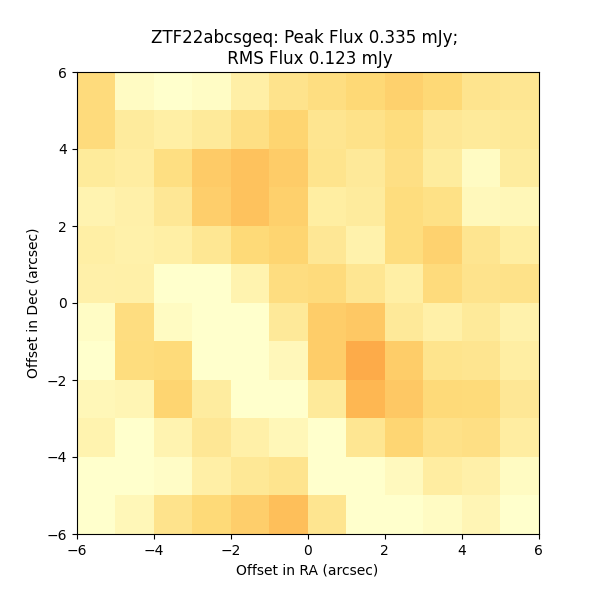 ZTF22abcsgeq: Peak Flux 0.335 mJy;
RMS Flux 0.123 mJy
6
4
2
0
−2
−4
−6
Offset in Dec (arcsec)
−6 −4 −2 0 2 4 6
Offset in RA (arcsec)